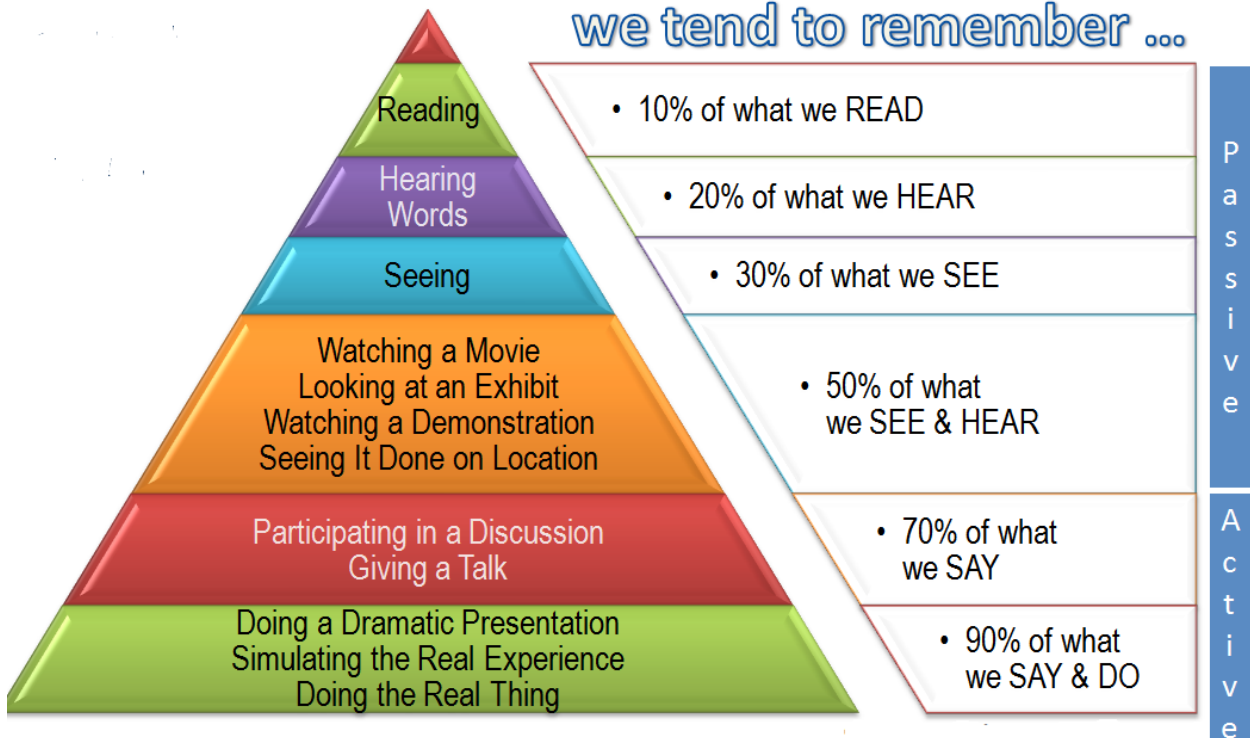 we tend to remember ...
Reading
• 10% of what we READ
Hearing
Words
• 20% of what we HEAR
Seeing
• 30% of what we SEE
Watching a Movie
Looking at an Exhibit
Watching a Demonstration
Seeing It Done on Location
• 50% of what
we SEE & HEAR
Participating in a Discussion
Giving a Talk
• 70% of what
we SAY
Doing a Dramatic Presentation
Simulating the Real Experience
Doing the Real Thing
• 90% of what
we SAY & DO
Passive
Active